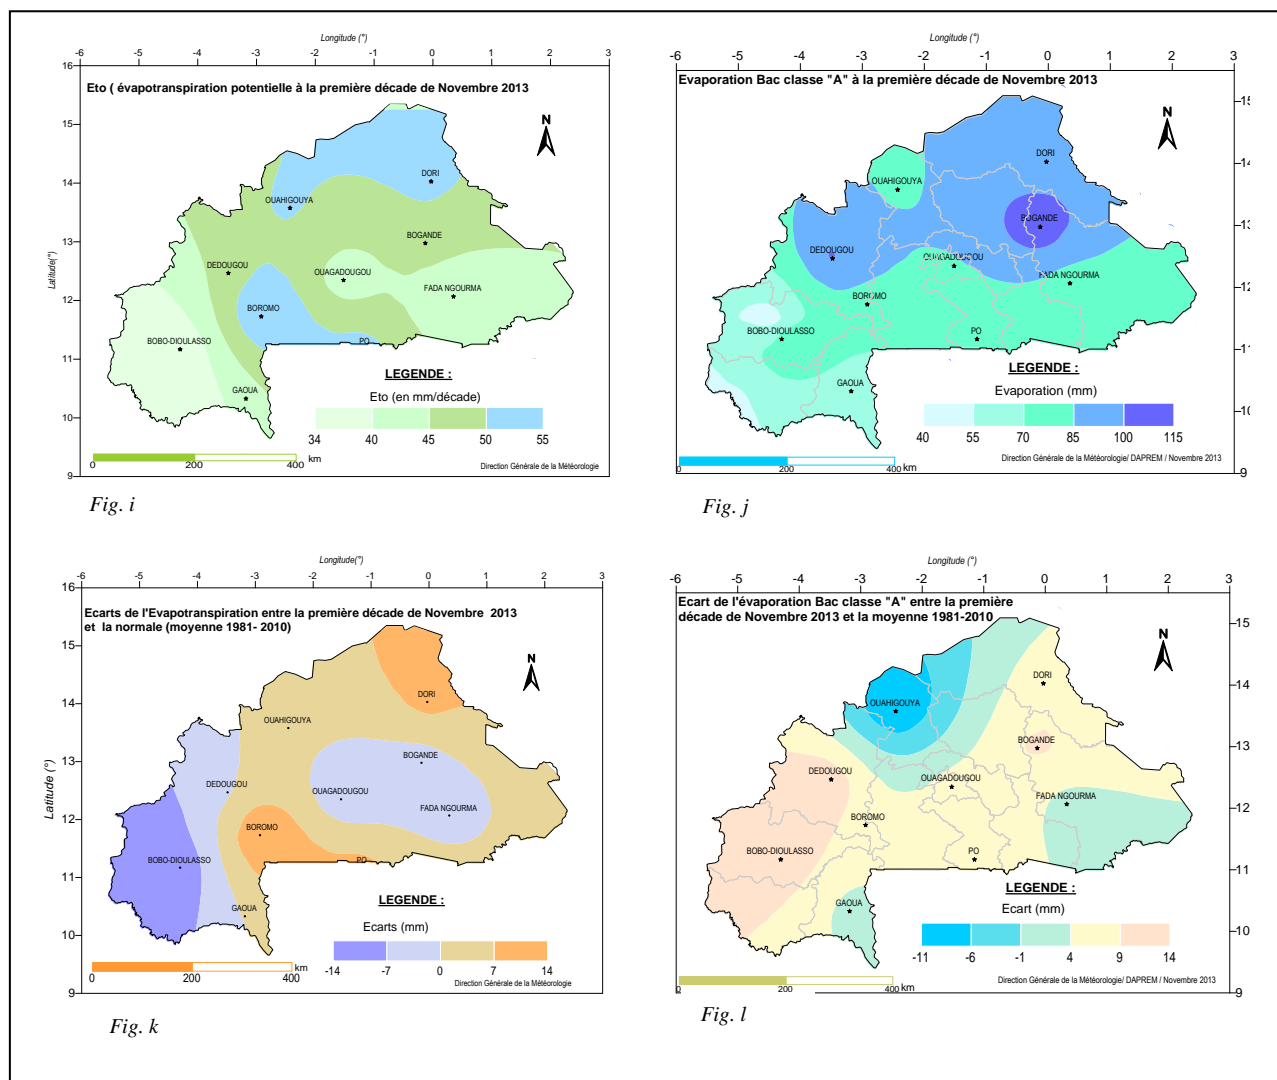 Longitude (°)
-6 -5 -4 -3 -2 -1 0 1 2 3
16
15
14
13
12
11
10
9
Latitude(°)
Eto ( évapotranspiration potentielle à la première décade de Novembre 2013
N
DORI
OUAHIGOUYA
BOGANDE
DEDOUGOU
OUAGADOUGOU
FADA NGOURMA
BOROMO
PO
BOBO-DIOULASSO
GAOUA
LEGENDE :
Eto (en mm/décade)
34 40 45 50 55
0 200 400 km
Direction Générale de la Météorologie
Fig. i
Longitude (°)
-6 -5 -4 -3 -2 -1 0 1 2 3
Evaporation Bac classe "A" à la première décade de Novembre 2013
15
14
13
12
11
10
9
N
DORI
OUAHIGOUYA
BOGANDE
DEDOUGOU
OUAGADOUGOU
FADA NGOURMA
BOROMO
BOBO-DIOULASSO
PO
GAOUA
LEGENDE :
Evaporation (mm)
40 55 70 85 100 115
0 200 400 km
Direction Générale de la Météorologie/ DAPREM / Novembre 2013
Fig. j
Longitude(°)
-6 -5 -4 -3 -2 -1 0 1 2 3
16
15
14
13
12
11
10
9
Latitude (°)
Ecarts de l'Evapotranspiration entre la première décade de Novembre 2013
et la normale (moyenne 1981- 2010)
N
DORI
OUAHIGOUYA
BOGANDE
DEDOUGOU
OUAGADOUGOU
FADA NGOURMA
BOROMO
BOBO-DIOULASSO
PO
GAOUA
LEGENDE :
Ecarts (mm)
-14 -7 0 7 14
0 200 400 km
Direction Générale de la Météorologie
Fig. k
Longitude (°)
-6 -5 -4 -3 -2 -1 0 1 2 3
Ecart de l'évaporation Bac classe "A" entre la première
décade de Novembre 2013 et la moyenne 1981-2010
15
14
13
12
11
10
9
N
DORI
OUAHIGOUYA
BOGANDE
DEDOUGOU
OUAGADOUGOU
FADA NGOURMA
BOROMO
BOBO-DIOULASSO
PO
GAOUA
LEGENDE :
Ecart (mm)
-11 -6 -1 4 9 14
0 200 400 km
Direction Générale de la Météorologie/ DAPREM / Novembre 2013
Fig. l